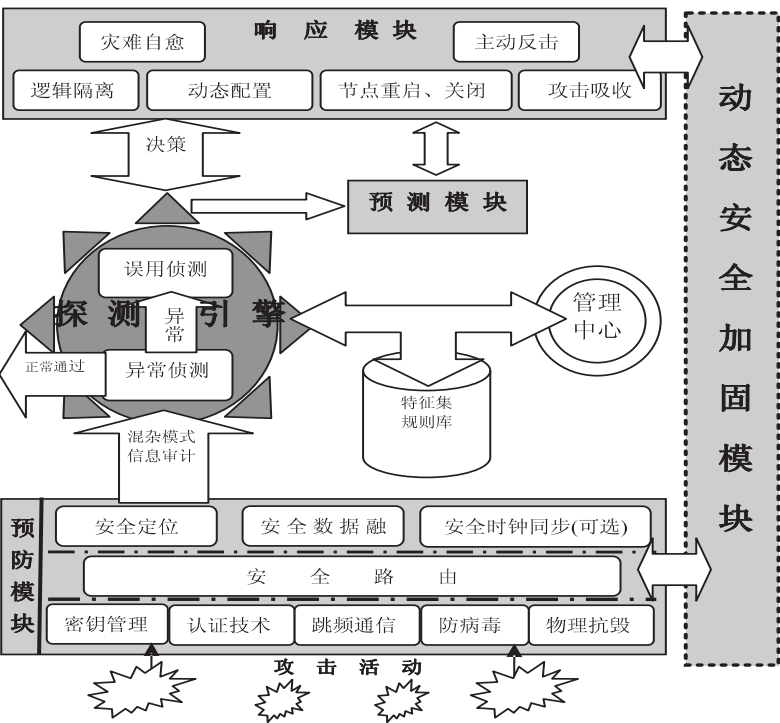 响应模块
灾难自愈
主动反击
逻辑隔离
动态配置
节点重启、关闭
攻击吸收
决策
预测模块
误用侦测
探测引擎
异
常
正常通过
异常侦测
管理
中心
特征集
规则库
混杂模式
信息审计
动态安全加固模块
预防模块
安全定位
安全数据融
安全时钟同步(可选)
安全路由
密钥管理
认证技术
跳频通信
防病毒
物理抗毁
攻击活动